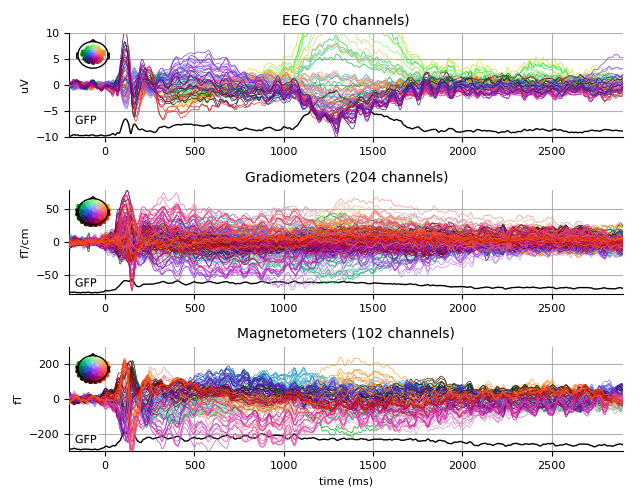 EEG (70 channels)
10
5
0
−5
−10
uV
GFP
0 500 1000 1500 2000 2500
Gradiometers (204 channels)
50
0
−50
fT/cm
GFP
0 500 1000 1500 2000 2500
Magnetometers (102 channels)
200
0
−200
fT
GFP
0 500 1000 1500 2000 2500
time (ms)